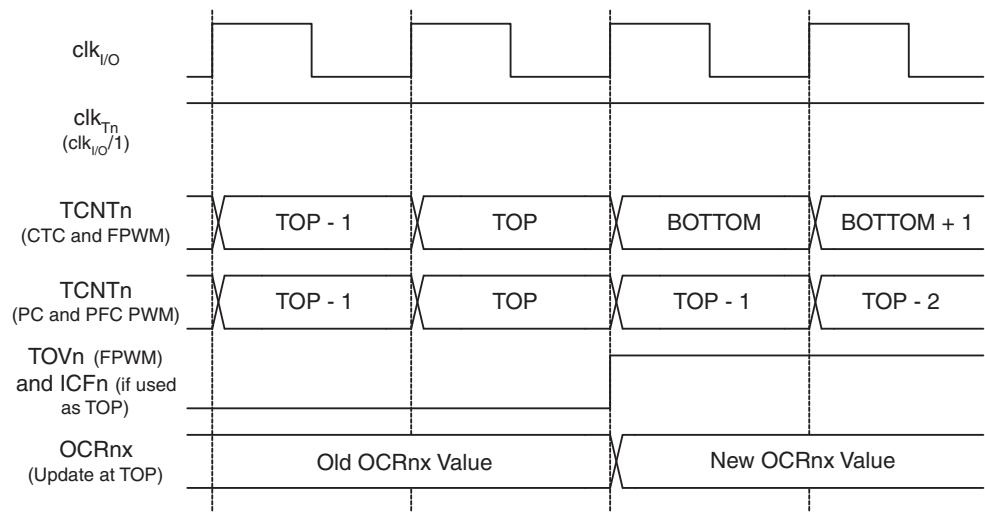 clkI/O
clkTn
(clkI/O/1)
TCNTn
(CTC and FPWM)
TOP - 1
TOP
BOTTOM
BOTTOM + 1
TCNTn
(PC and PFC PWM)
TOP - 1
TOP
TOP - 1
TOP - 2
TOVn (FPWM)
and ICFn (if used
as TOP)
OCRnx
(Update at TOP)
Old OCRnx Value
New OCRnx Value